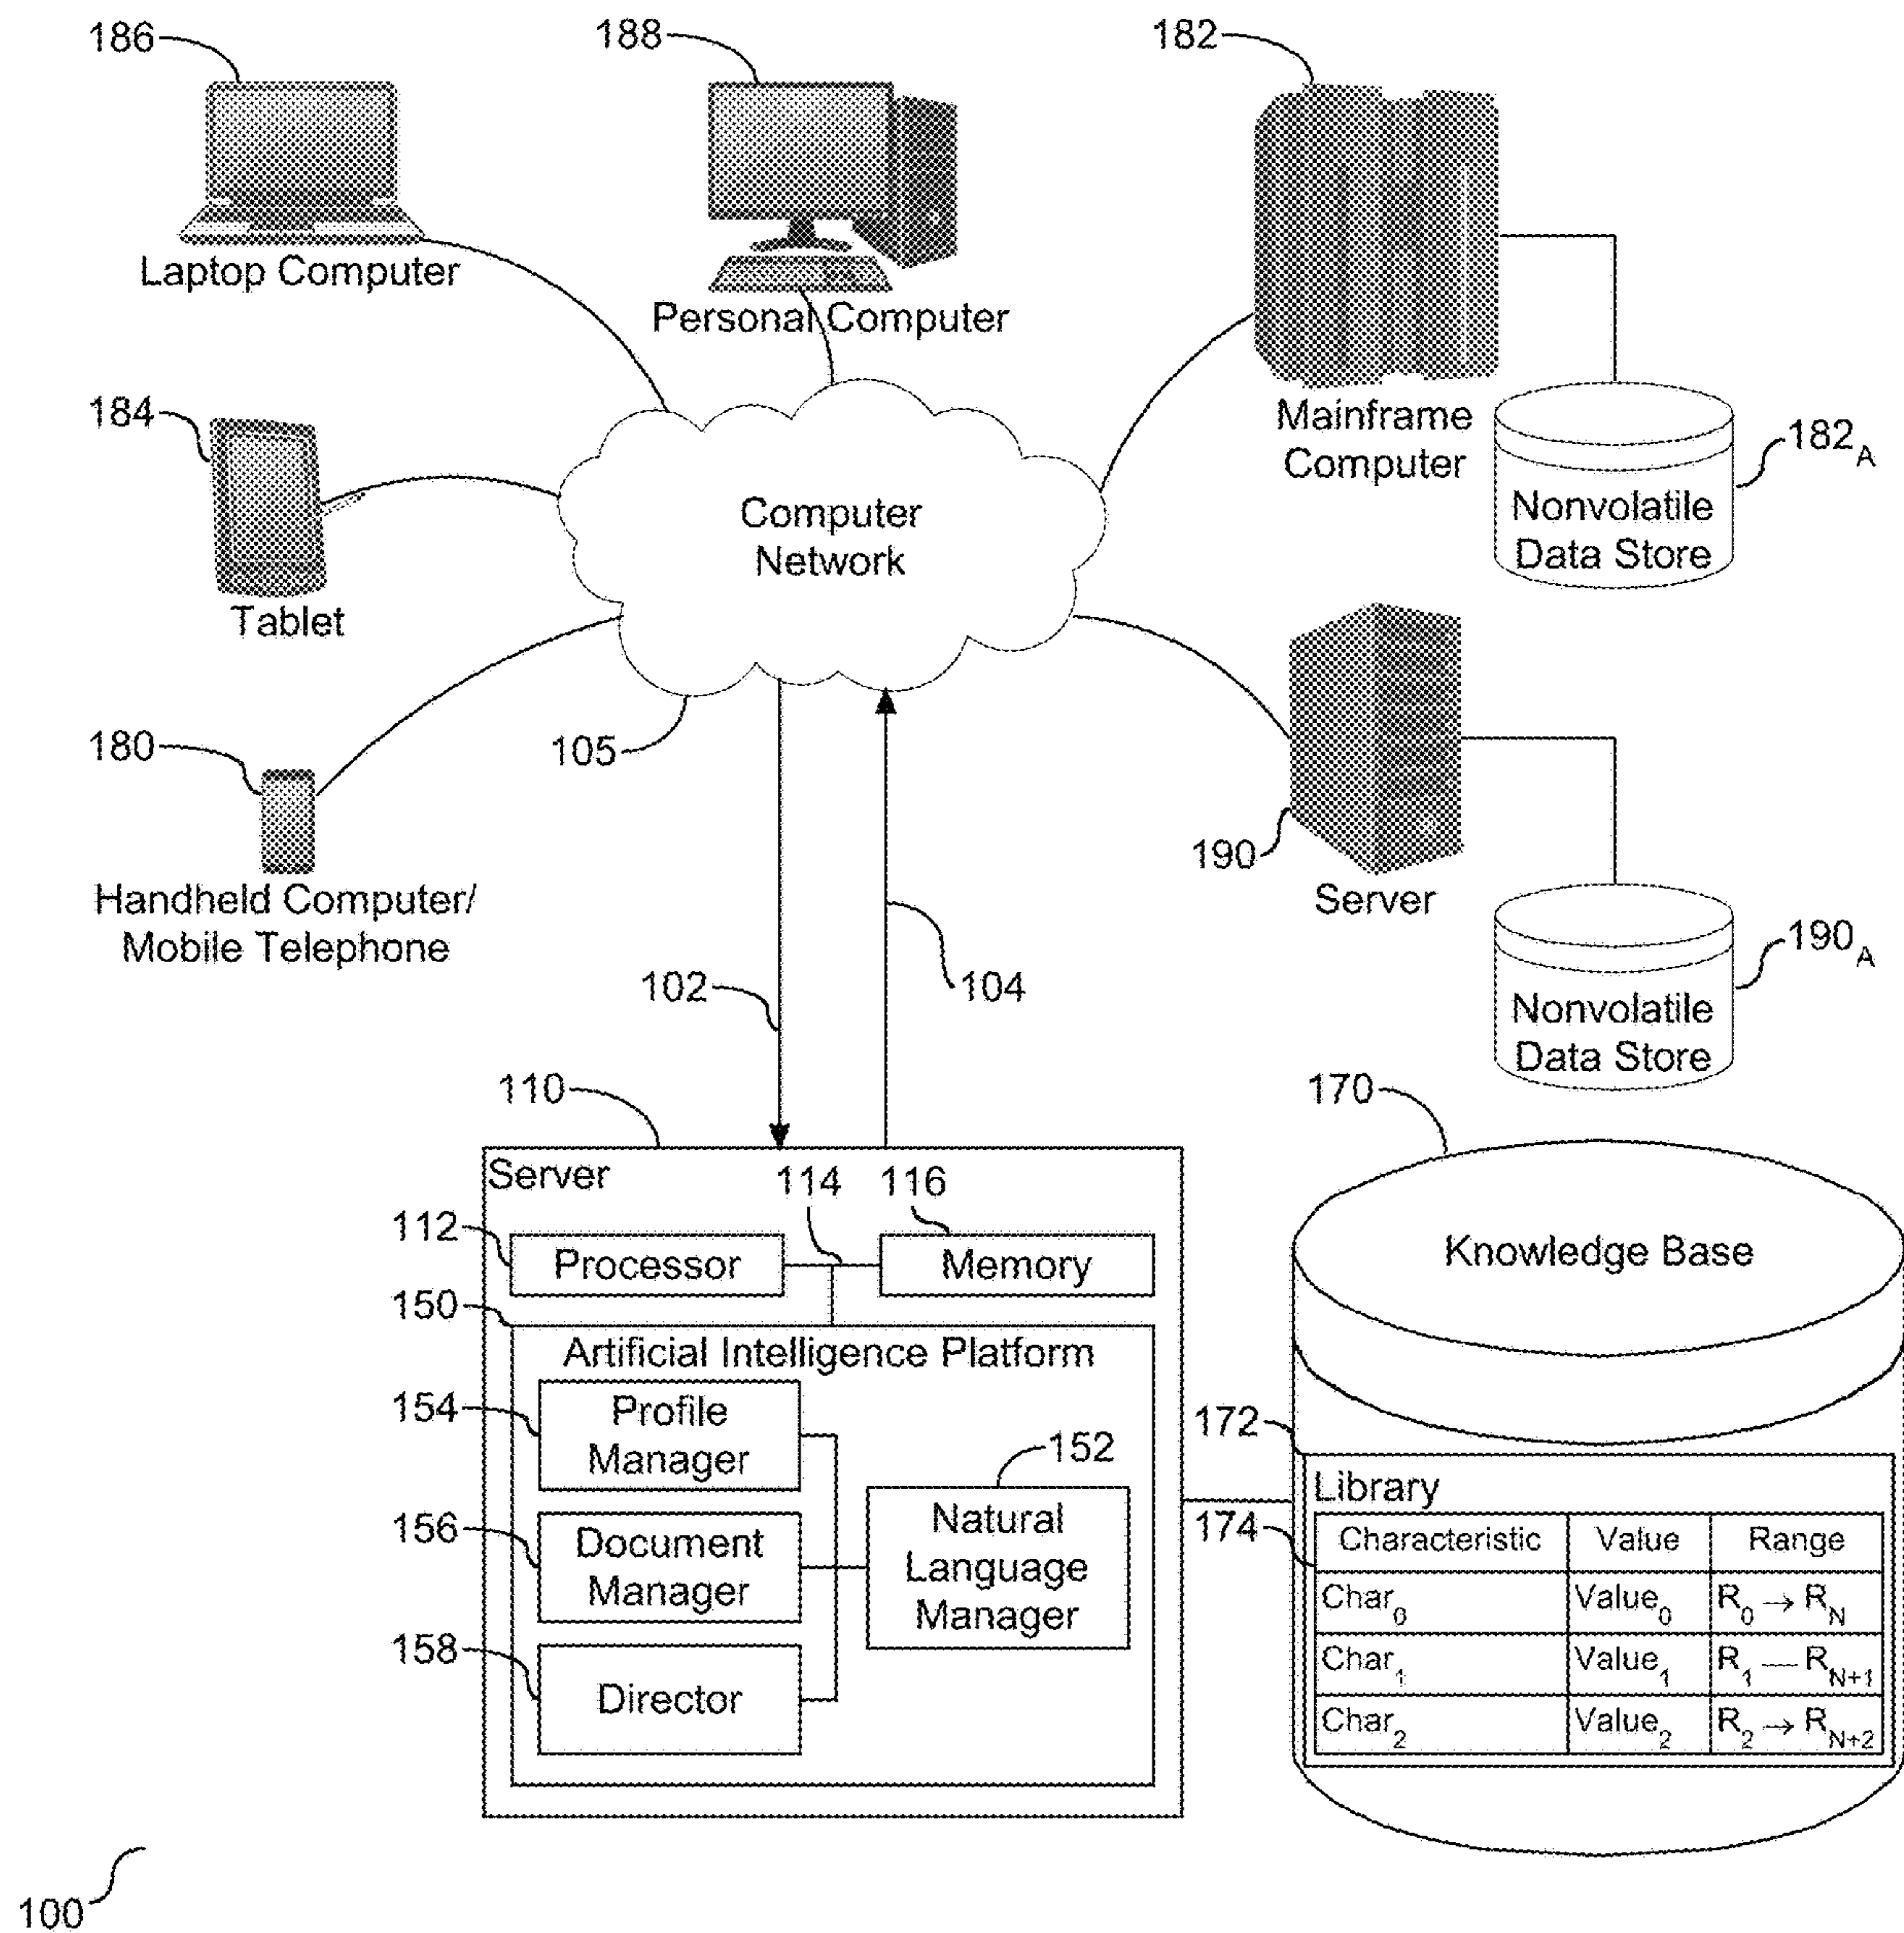 186
188
182
Laptop Computer
Personal Computer
184
Mainframe
Computer
182A
Computer
Network
Nonvolatile
Data Store
Tablet
180
105
190
Server
Handheld Computer/
Mobile Telephone
190A
102
104
Nonvolatile
Data Store
110
170
Server
114
116
112
Processor
Memory
Knowledge Base
150
Artificial Intelligence Platform
154
Profile
Manager
152
172
Library
156
Document
Manager
Natural
Language
Manager
174
Characteristic Value Range
Char0 Value0 R0 → RN
Char1 Value1 R1 — RN+1
Char2 Value2 R2 → RN+2
158
Director
100